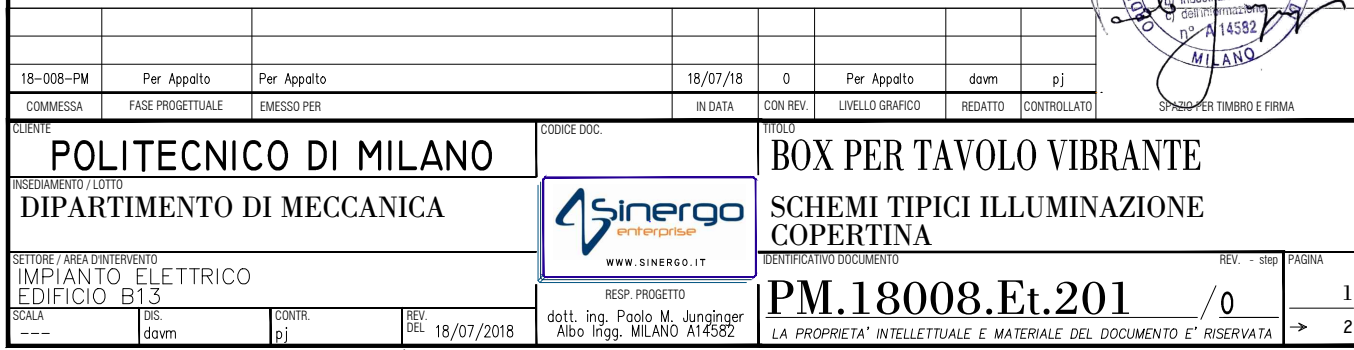 c) dell'informazione
n° A 14582
MILANO
18-008-PM Per Appalto Per Appalto 18/07/18 0 Per Appalto davm pj
COMMESSA FASE PROGETTUALE EMESSO PER IN DATA CON REV. LIVELLO GRAFICO REDATTO CONTROLLATO SPAZIO PER TIMBRO E FIRMA
CLIENTE
POLITECNICO DI MILANO
INSEDIAMENTO / LOTTO
DIPARTIMENTO DI MECCANICA
SETTORE / AREA D'INTERVENTO
IMPIANTO ELETTRICO
EDIFICIO B13
SCALA DIS. CONTR. REV.
--- davm pj DEL 18/07/2018
CODICE DOC.
Sinergo
enterprise
WWW.SINERGO.IT
RESP. PROGETTO
dott. ing. Paolo M. Junginger
Albo Ingg. MILANO A14582
TITOLO
BOX PER TAVOLO VIBRANTE
SCHEMI TIPICI ILLUMINAZIONE
COPERTINA
IDENTIFICATIVO DOCUMENTO REV. - step PAGINA
PM.18008.Et.201 /0 1
LA PROPRIETA' INTELLETTUALE E MATERIALE DEL DOCUMENTO E' RISERVATA → 2